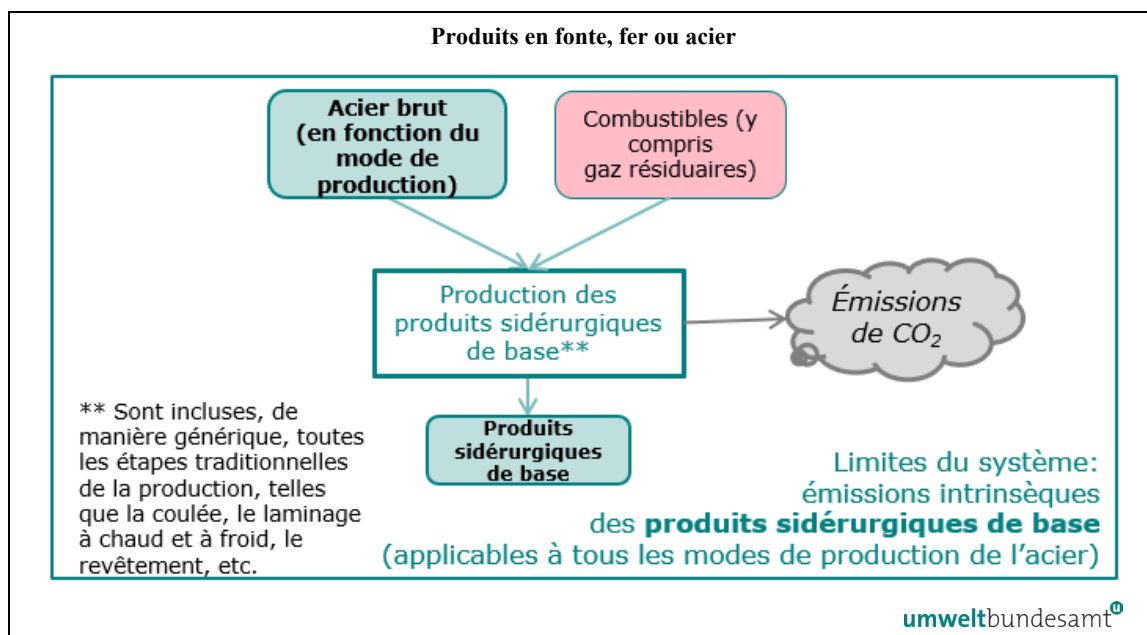 Produits en fonte, fer ou acier
Acier brut
(en fonction du
mode de
production)
Combustibles (y
compris
gaz résiduaires)
Production des
produits sidérurgiques
de base**
Émissions
de CO2
Produits
sidérurgiques
de base
** Sont incluses, de
manière générique, toutes
les étapes traditionnelles
de la production, telles
que la coulée, le laminage
à chaud et à froid, le
revêtement, etc.
Limites du système:
émissions intrinsèques
des produits sidérurgiques de base
(applicables à tous les modes de production de l’acier)
umweltbundesamt
u